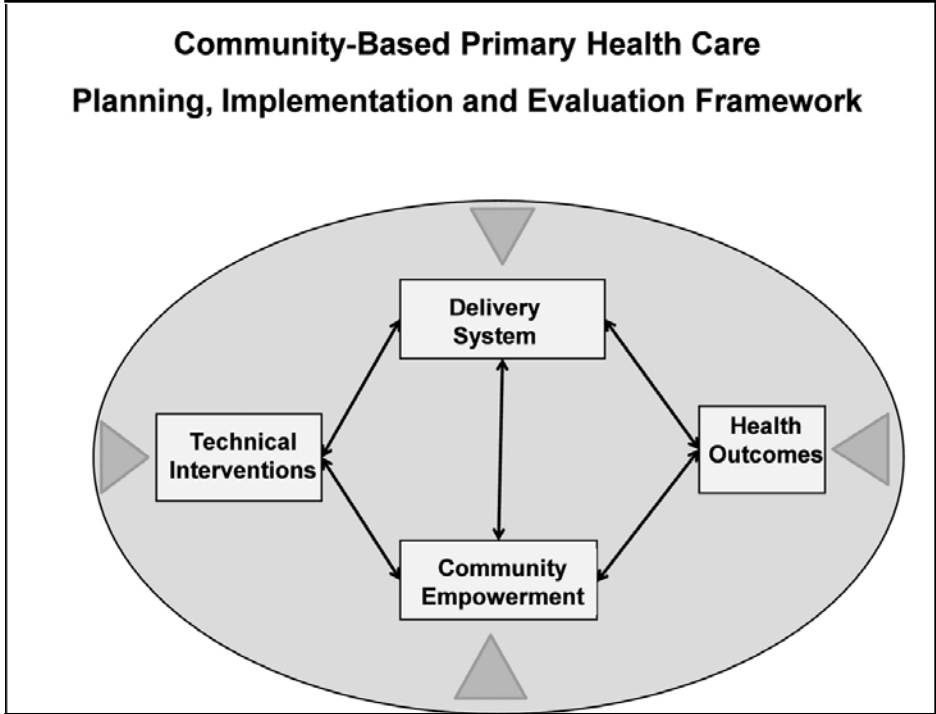 Community-Based Primary Health Care
Planning, Implementation and Evaluation Framework
Delivery
System
Technical
Interventions
Health
Outcomes
Community
Empowerment